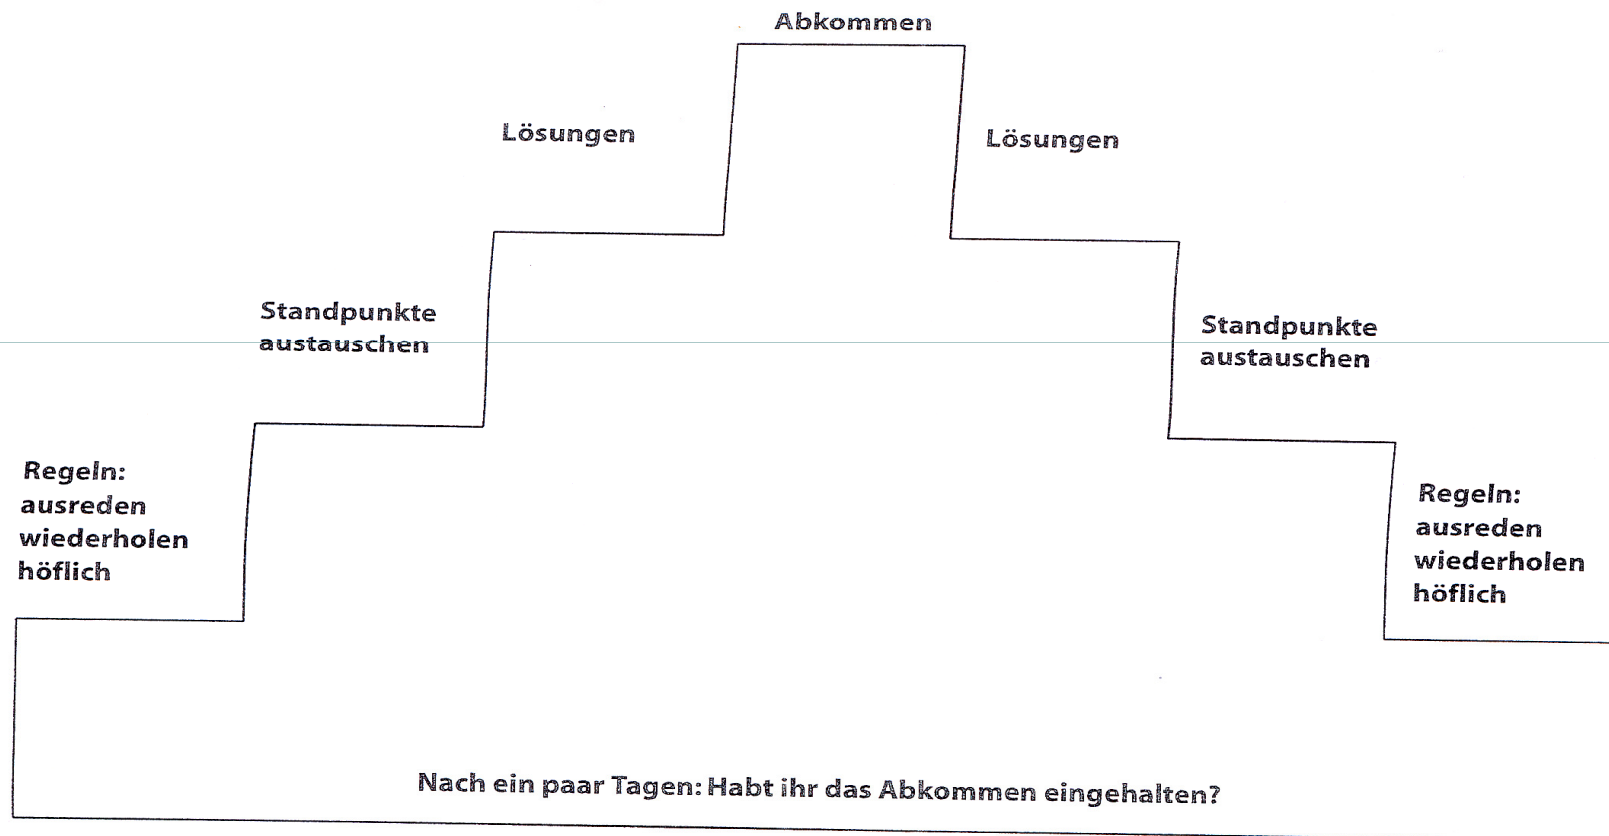 Abkommen
Lösungen
Lösungen
Standpunkte
austauschen
Standpunkte
austauschen
Regeln:
ausreden
wiederholen
höflich
Regeln:
ausreden
wiederholen
höflich
Nach ein paar Tagen: Habt ihr das Abkommen eingehalten?